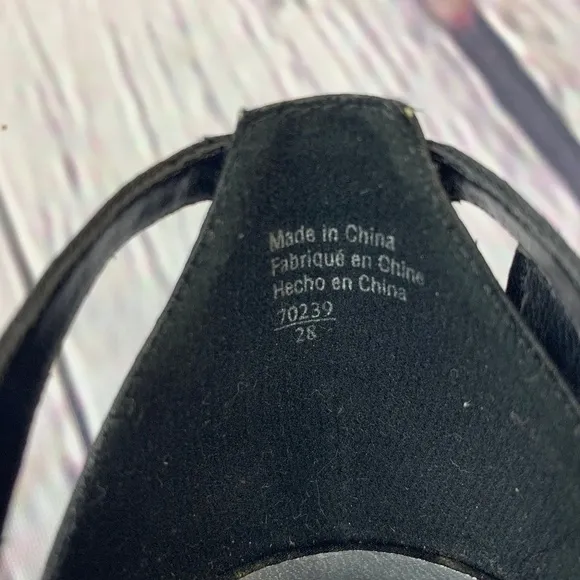 Made in China
Fabriqué en Chine
Hecho en China
70239
28